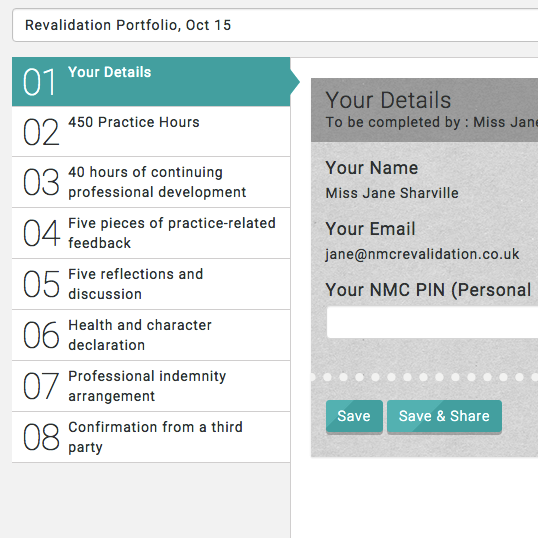 Revalidation Portfolio, Oct 15
01 Your Details
02 450 Practice Hours
03 40 hours of continuing
professional development
04 Five pieces of practice-related
feedback
05 Five reflections and
discussion
06 Health and character
declaration
07 Professional indemnity
arrangement
08 Confirmation from a third
party
Your Details
To be completed by : Miss Jane
Your Name
Miss Jane Sharville
Your Email
jane@nmcrevalidation.co.uk
Your NMC PIN (Personal
Save Save & Share